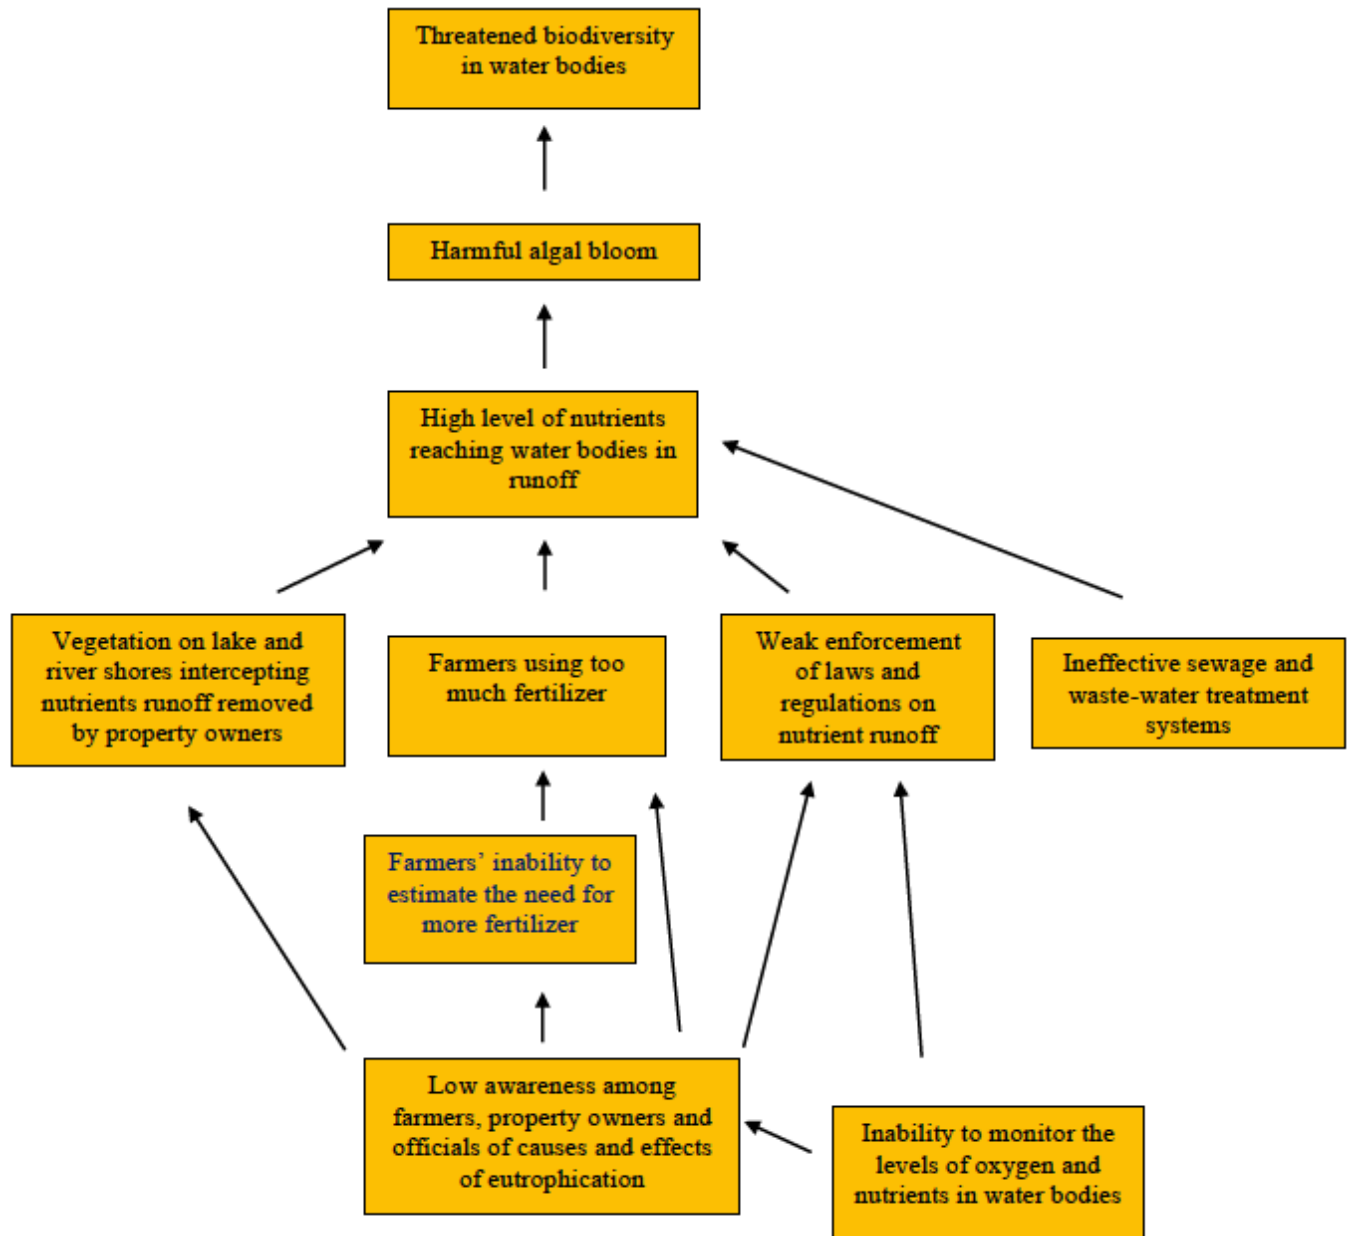 Threatened biodiversity
in water bodies
Harmful algal bloom
High level of nutrients
reaching water bodies in
runoff
Vegetation on lake and
river shores intercepting
nutrients runoff removed
by property owners
Farmers using too
much fertilizer
Weak enforcement
of laws and
regulations on
nutrient runoff
Ineffective sewage and
waste-water treatment
systems
Farmers’ inability to
estimate the need for
more fertilizer
Low awareness among
farmers, property owners and
officials of causes and effects
of eutrophication
Inability to monitor the
levels of oxygen and
nutrients in water bodies